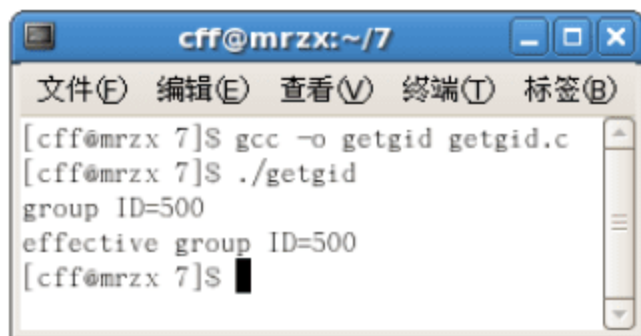 cff@mrzx:~/7
文件(F) 编辑(E) 查看(V) 终端(T) 标签(B)
[cff@mrzx 7]$ gcc -o getgid getgid.c
[cff@mrzx 7]$ ./getgid
group ID=500
effective group ID=500
[cff@mrzx 7]$